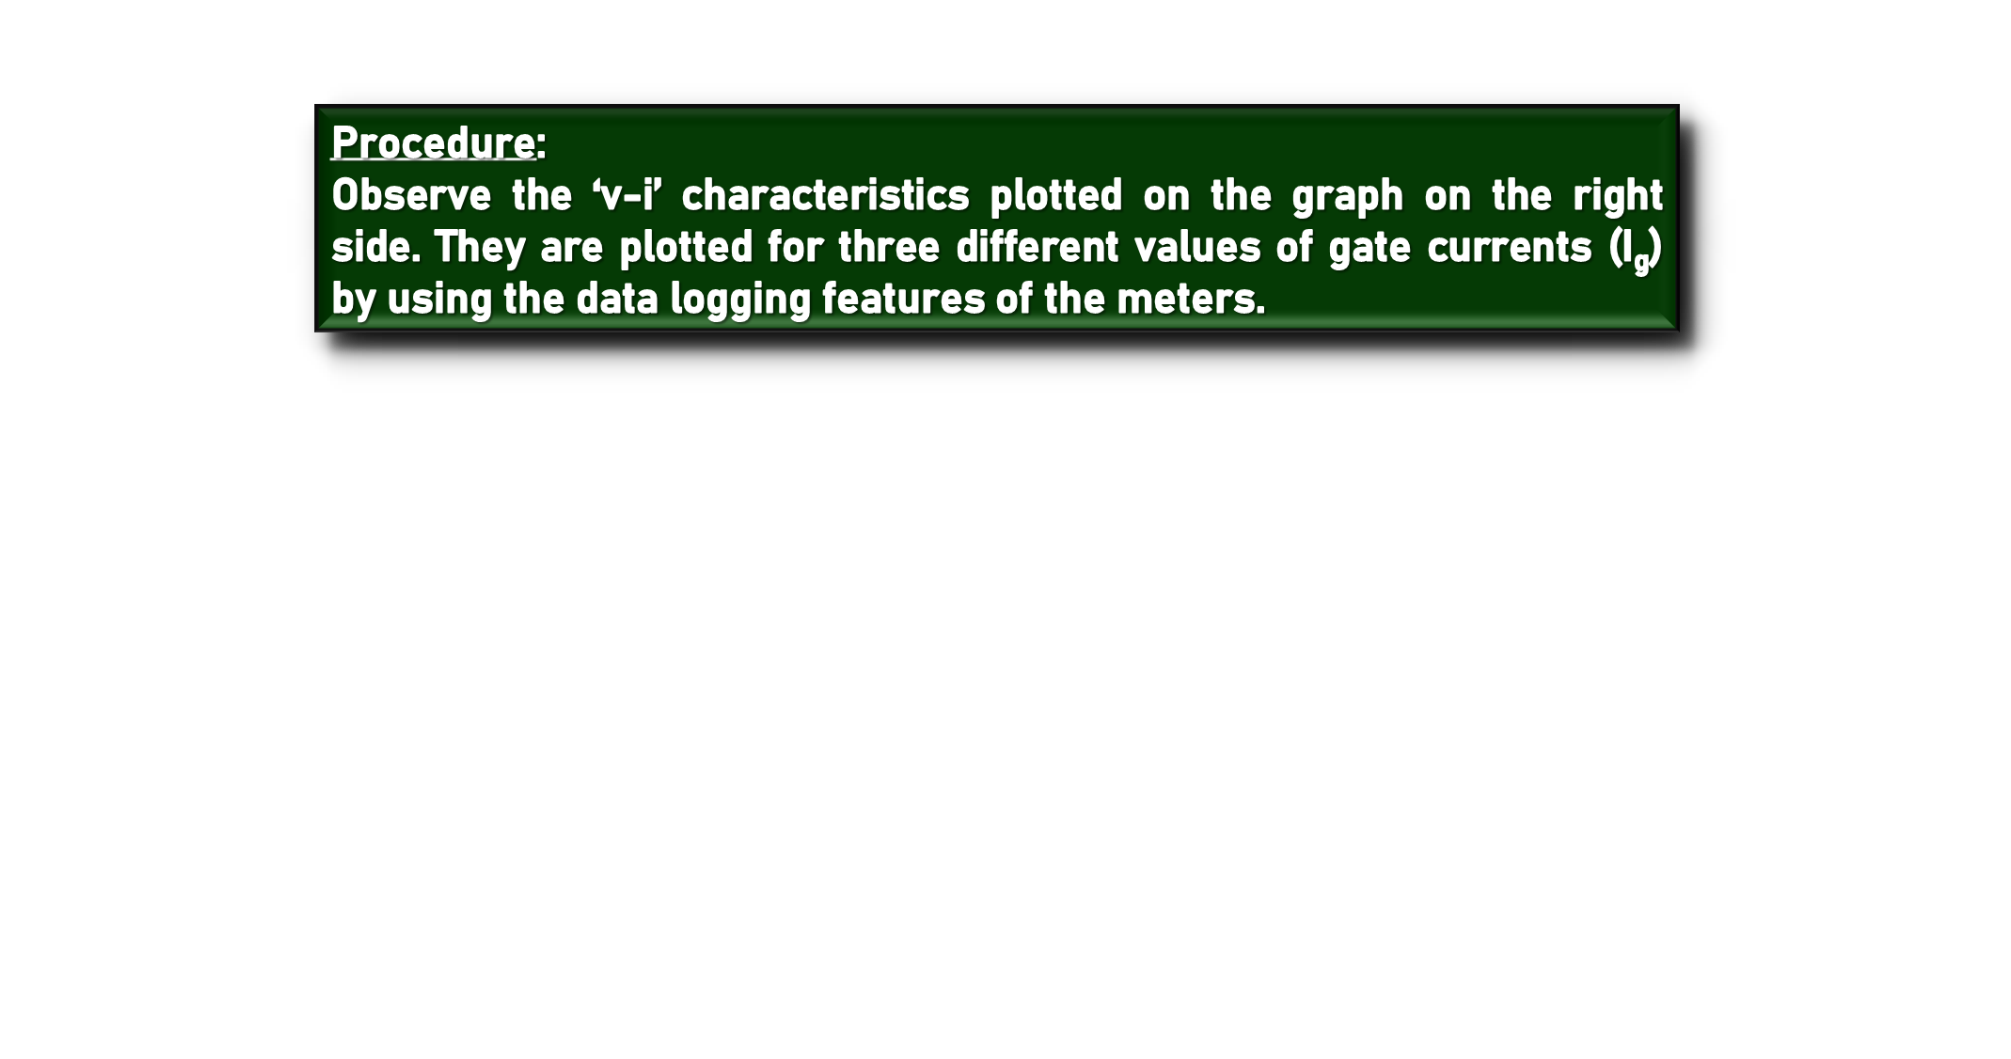 Procedure:
Observe the ‘v-i’ characteristics plotted on the graph on the right
side. They are plotted for three different values of gate currents (Ig)
by using the data logging features of the meters.